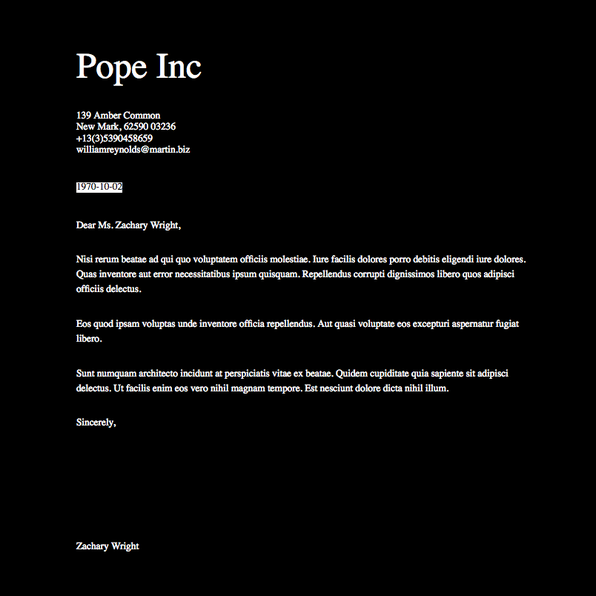 Pope Inc
139 Amber Common
New Mark, 62590 03236
+13(3)5390458659
williamreynolds@martin.biz
1970-10-02
Dear Ms. Zachary Wright,
Nisi rerum beatae ad qui quo voluptatem officiis molestiae. Iure facilis dolores porro debitis eligendi iure dolores.
Quas inventore aut error necessitatibus ipsum quisquam. Repellendus corrupti dignissimos libero quos adipisci
officiis delectus.
Eos quod ipsam voluptas unde inventore officia repellendus. Aut quasi voluptate eos excepturi aspernatur fugiat
libero.
Sunt numquam architecto incidunt at perspiciatis vitae ex beatae. Quidem cupiditate quia sapiente sit adipisci
delectus. Ut facilis enim eos vero nihil magnam tempore. Est nesciunt dolore dicta nihil illum.
Sincerely,
Zachary Wright